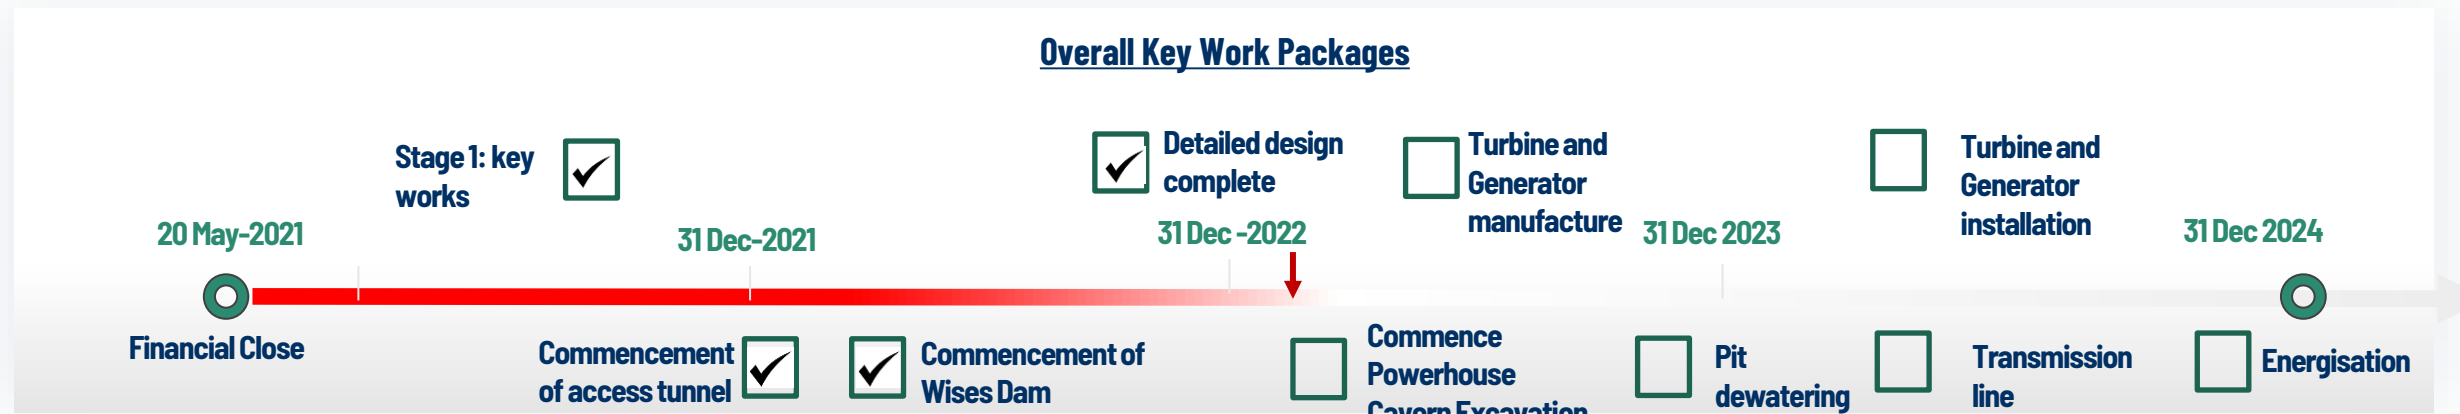 Overall Key Work Packages
Stage 1: key
works
Detailed design
complete
Turbine and
Generator
manufacture
Turbine and
Generator
installation
20 May-2021
31 Dec-2021
31 Dec -2022
31 Dec 2023
31 Dec 2024
Financial Close
Commencement
of access tunnel
Commencement of
Wises Dam
Commence
Powerhouse
Cavern Excavation
Pit
dewatering
Transmission
line
Energisation